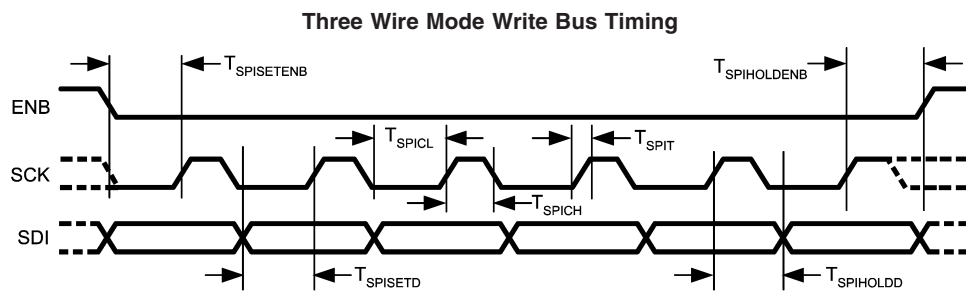 Three Wire Mode Write Bus Timing
TSPISETENB
TSPIHOLDENB
ENB
TSPICL
TSPIT
SCK
TSPICH
SDI
TSPISETD
TSPIHOLDD